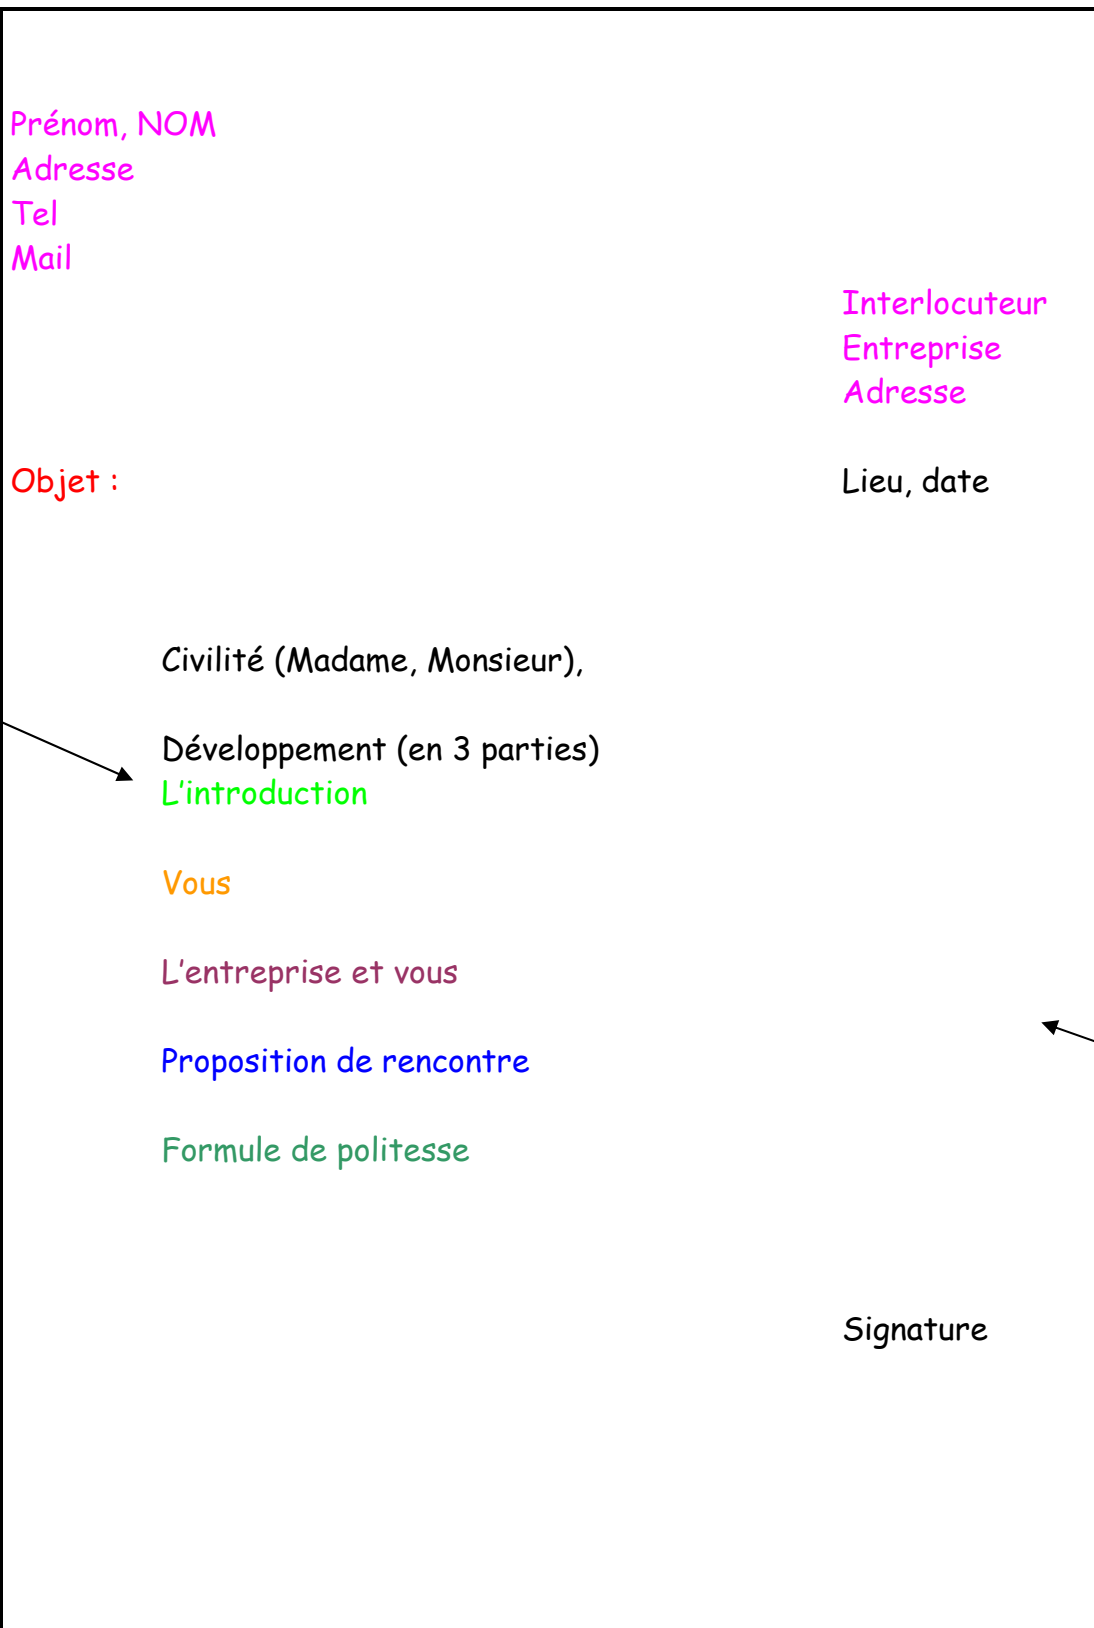 Prénom, NOM
Adresse
Tel
Mail
Interlocuteur
Entreprise
Adresse
Objet :
Lieu, date
Civilité (Madame, Monsieur),
Développement (en 3 parties)
L’introduction
Vous
L’entreprise et vous
Proposition de rencontre
Formule de politesse
Signature